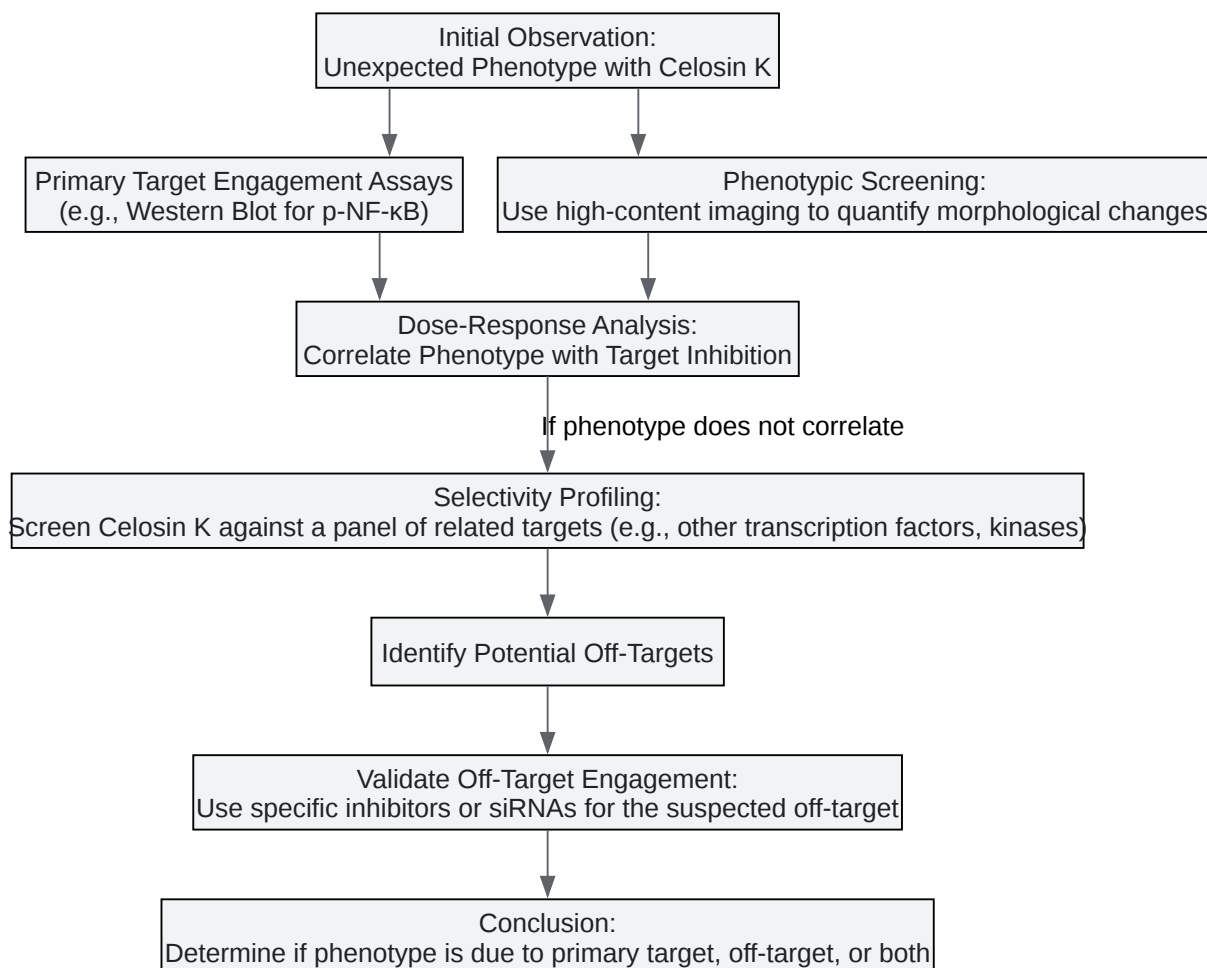 Initial Observation:
Unexpected Phenotype with Celosin K
Primary Target Engagement Assays
(e.g., Western Blot for p-NF-κB)
Phenotypic Screening:
Use high-content imaging to quantify morphological changes
Dose-Response Analysis:
Correlate Phenotype with Target Inhibition
If phenotype does not correlate
Selectivity Profiling:
Screen Celosin K against a panel of related targets (e.g., other transcription factors, kinases)
Identify Potential Off-Targets
Validate Off-Target Engagement:
Use specific inhibitors or siRNAs for the suspected off-target
Conclusion:
Determine if phenotype is due to primary target, off-target, or both